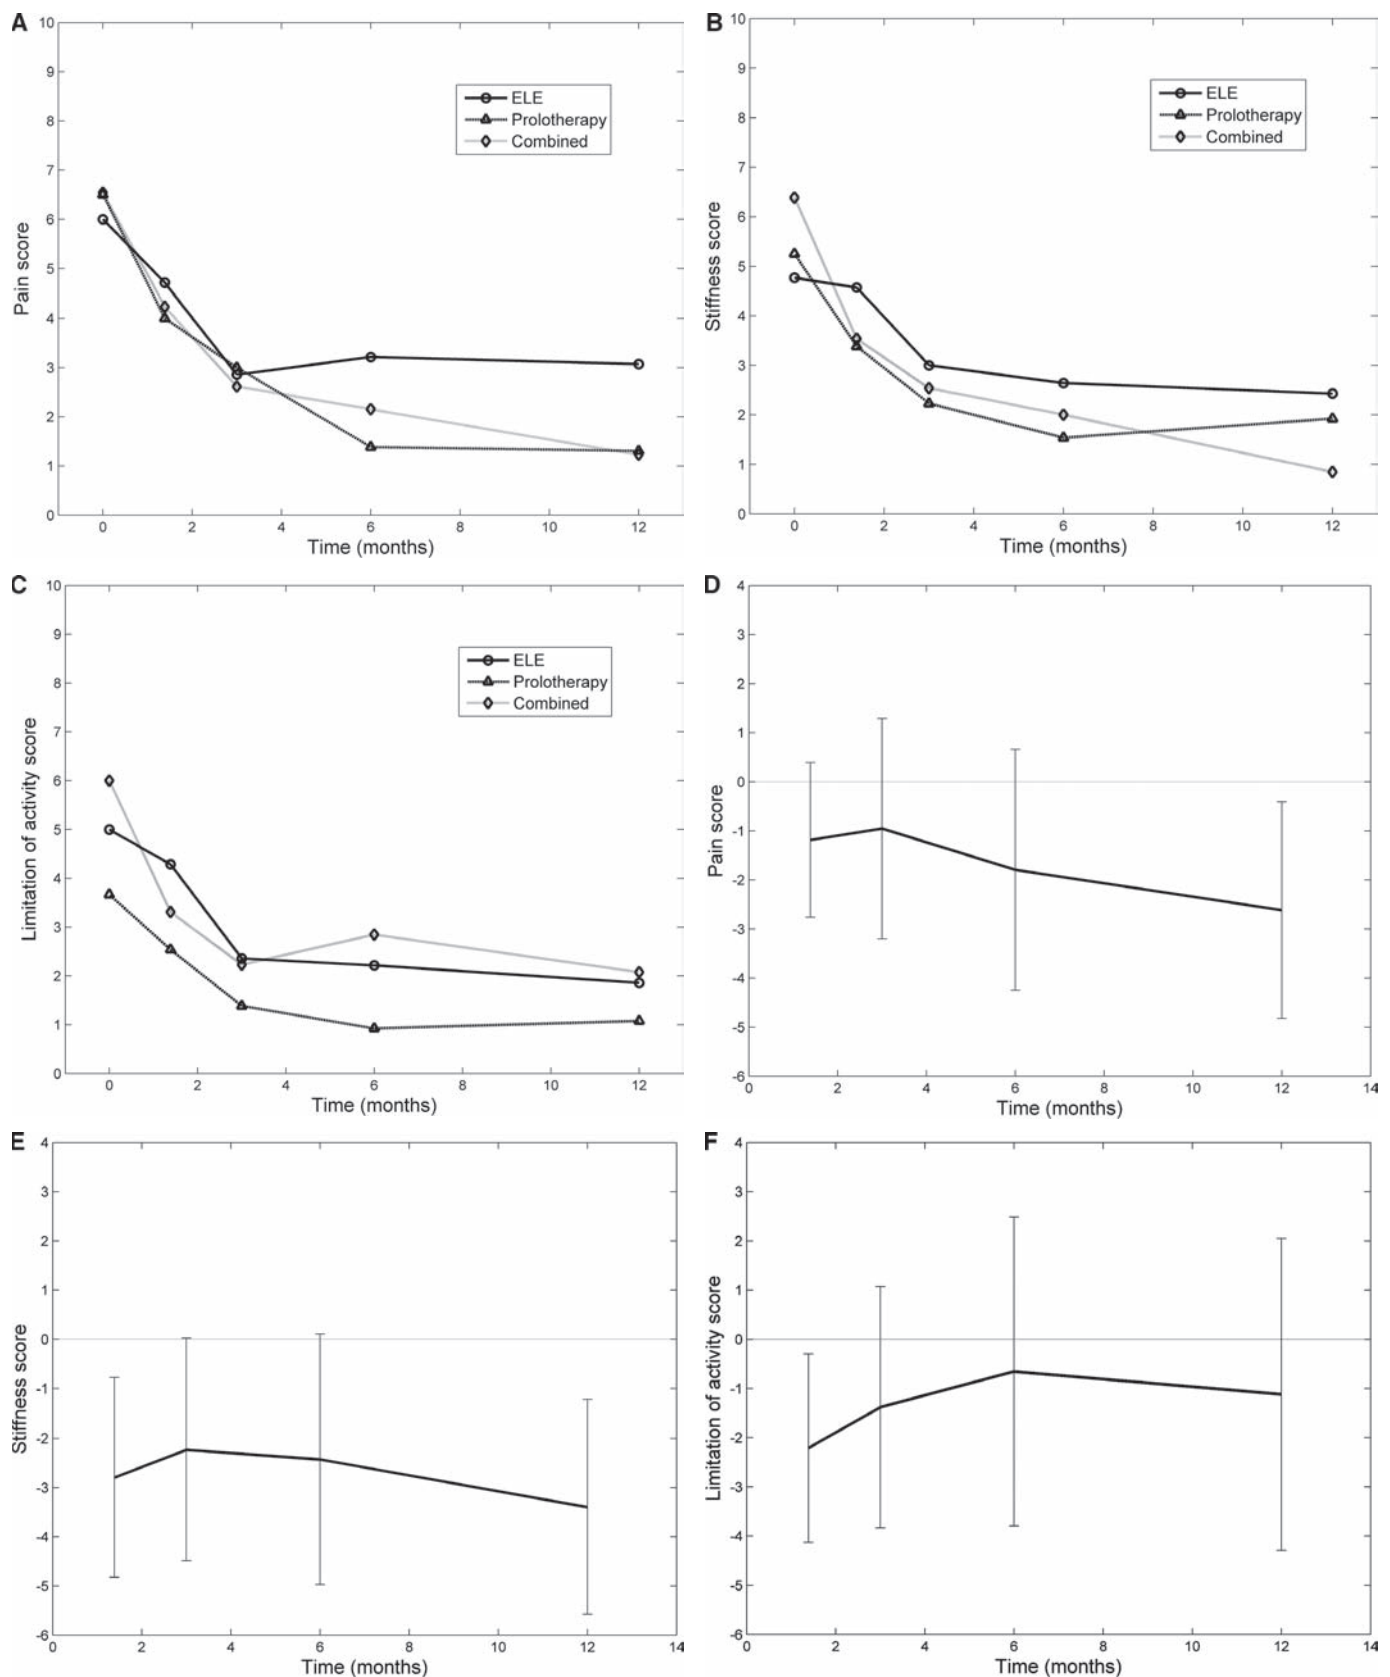 A
10
9
8
7
6
5
4
3
2
1
0
Pain score
ELE
Prolotherapy
Combined
0 2 4 6 8 10 12
Time (months)
B
10
9
8
7
6
5
4
3
2
1
0
Stiffness score
ELE
Prolotherapy
Combined
0 2 4 6 8 10 12
Time (months)
C
10
9
8
7
6
5
4
3
2
1
0
Limitation of activity score
ELE
Prolotherapy
Combined
0 2 4 6 8 10 12
Time (months)
D
4
3
2
1
0
-1
-2
-3
-4
-5
-6
Pain score
0 2 4 6 8 10 12 14
Time (months)
E
4
3
2
1
0
-1
-2
-3
-4
-5
-6
Stiffness score
0 2 4 6 8 10 12 14
Time (months)
F
4
3
2
1
0
-1
-2
-3
-4
-5
-6
Limitation of activity score
0 2 4 6 8 10 12 14
Time (months)